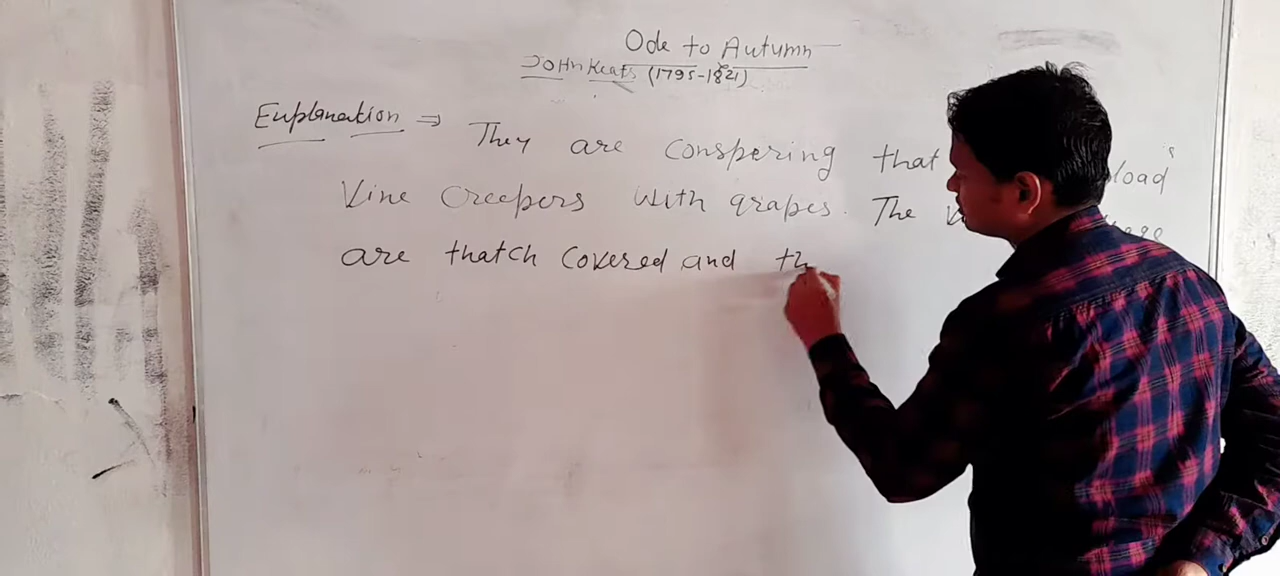 Ode to Autumn
JOHn Keats (1795-1821)
Explanation ⇒ They are conspering that load
Vine creepers with grapes. The
are thatch covered and th